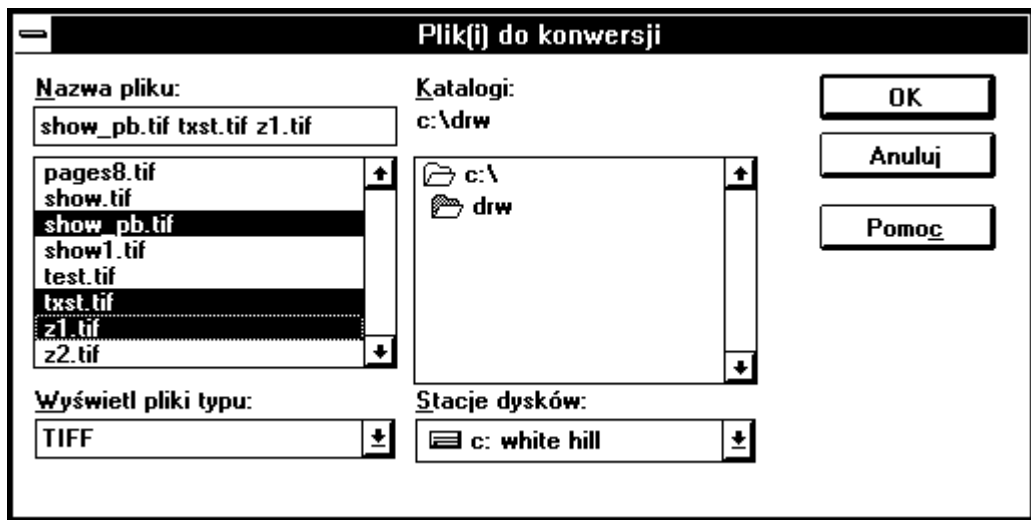 Plik(i) do konwersji
Nazwa pliku:
show_pb.tif txst.tif z1.tif
pages8.tif
show.tif
show_pb.tif
show1.tif
test.tif
txst.tif
z1.tif
z2.tif
Wyświetl pliki typu:
TIFF
Katalogi:
c:\drw
c:\
drw
Stacje dysków:
c: white hill
OK
Anuluj
Pomoc